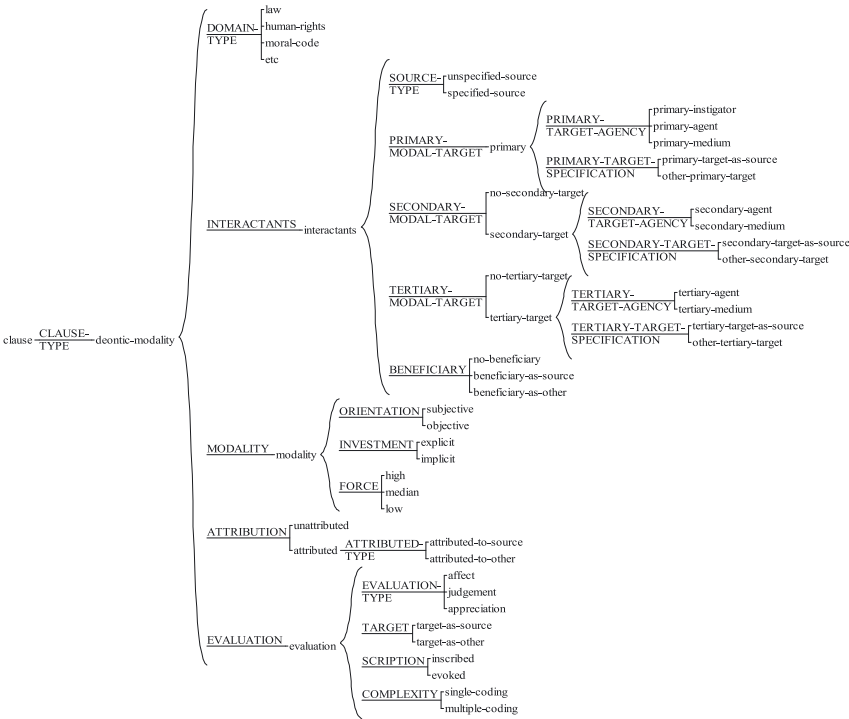 law
DOMAIN-
TYPE
human-rights
moral-code
etc
SOURCE-
TYPE
unspecified-source
specified-source
PRIMARY-
MODAL-TARGET
primary
PRIMARY-
TARGET-AGENCY
primary-instigator
primary-agent
primary-medium
PRIMARY-TARGET-
SPECIFICATION
primary-target-as-source
other-primary-target
INTERACTANTS
interactants
SECONDARY-
MODAL-TARGET
no-secondary-target
secondary-target
SECONDARY-
TARGET-AGENCY
secondary-agent
secondary-medium
SECONDARY-TARGET-
SPECIFICATION
secondary-target-as-source
other-secondary-target
TERTIARY-
MODAL-TARGET
no-tertiary-target
tertiary-target
TERTIARY-
TARGET-AGENCY
tertiary-agent
tertiary-medium
TERTIARY-TARGET-
SPECIFICATION
tertiary-target-as-source
other-tertiary-target
clause
CLAUSE-
TYPE
deontic-modality
BENEFICIARY
no-beneficiary
beneficiary-as-source
beneficiary-as-other
MODALITY
modality
ORIENTATION
subjective
objective
INVESTMENT
explicit
implicit
FORCE
high
median
low
ATTRIBUTION
unattributed
attributed
ATTRIBUTED-
TYPE
attributed-to-source
attributed-to-other
EVALUATION
evaluation
EVALUATION-
TYPE
affect
judgement
appreciation
TARGET
target-as-source
target-as-other
SCRIPTION
inscribed
evoked
COMPLEXITY
single-coding
multiple-coding